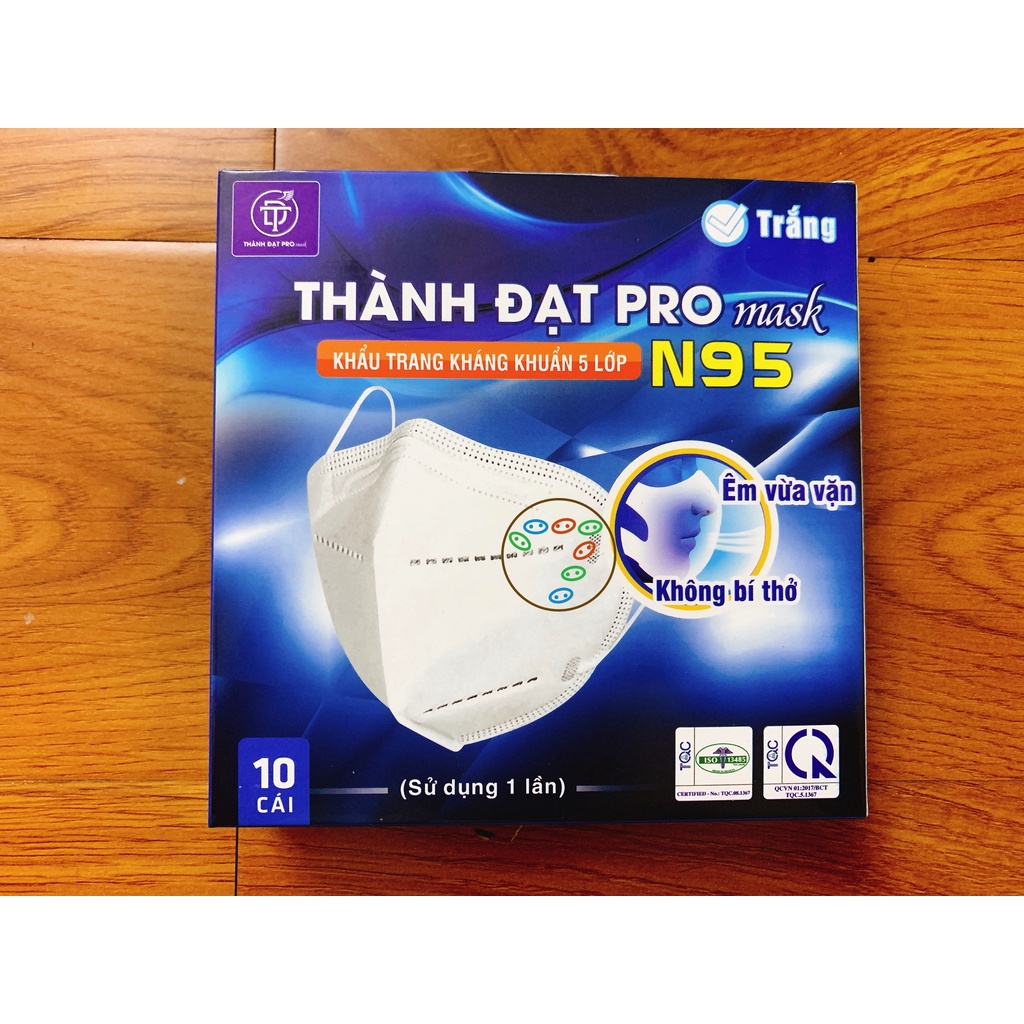 THÀNH ĐẠT PRO mask
Trắng
THÀNH ĐẠT PRO mask
KHẨU TRANG KHÁNG KHUẨN 5 LỚP N95
Êm vừa vặn
Không bí thở
10
CÁI
(Sử dụng 1 lần)
TQC
ISO 13485
CERTIFIED - No.: TQC.08.1367
TQC
QCVN 01:2017/BCT
TQC.5.1367